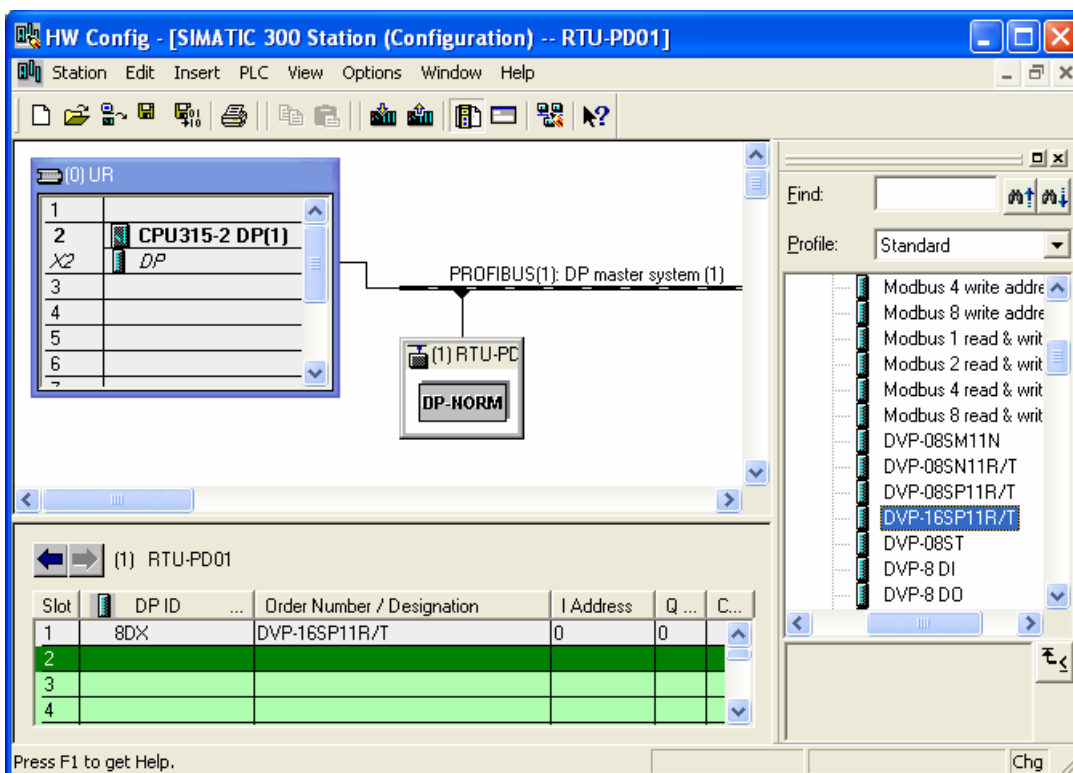 HW Config - [SIMATIC 300 Station (Configuration) -- RTU-PD01]
Station Edit Insert PLC View Options Window Help
(0) UR
1
2 CPU315-2 DP(1)
X2 DP
3
4
5
6
7
PROFIBUS(1): DP master system (1)
(1) RTU-PD
DP-NORM
Find:
Profile: Standard
Modbus 4 write addre
Modbus 8 write addre
Modbus 1 read & writ
Modbus 2 read & writ
Modbus 4 read & writ
Modbus 8 read & writ
DVP-08SM11N
DVP-08SN11R/T
DVP-08SP11R/T
DVP-16SP11R/T
DVP-08ST
DVP-8 DI
DVP-8 DO
(1) RTU-PD01
Slot DP ID ... Order Number / Designation I Address Q ... C...
1 8DX DVP-16SP11R/T 0 0
2
3
4
Press F1 to get Help.
Chg